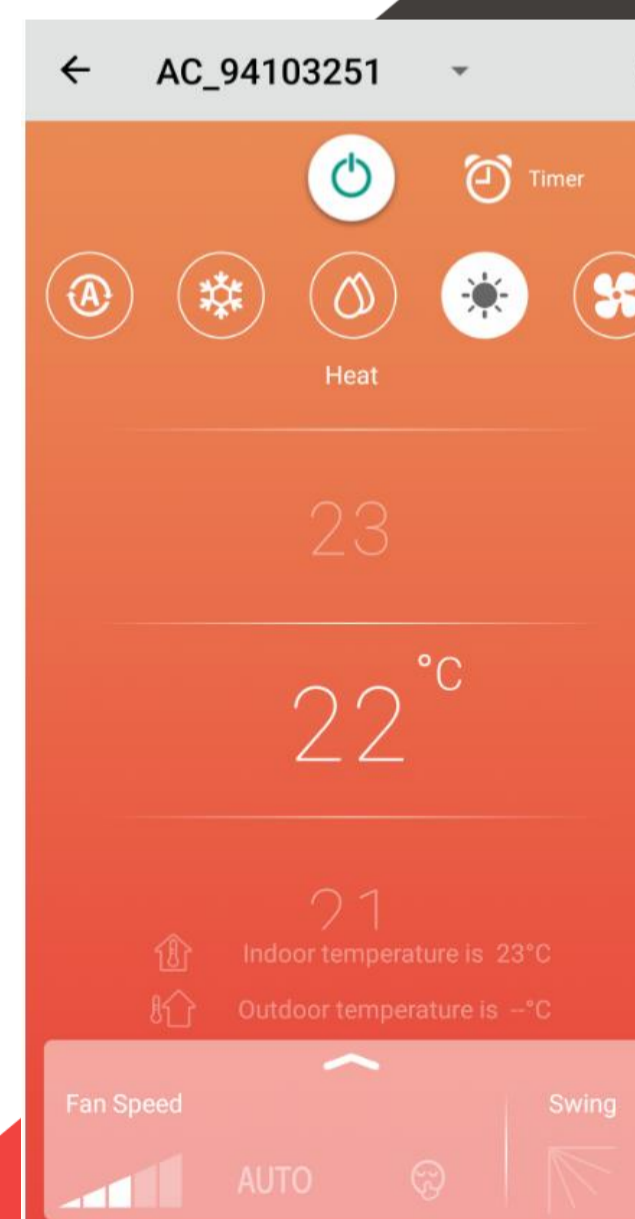 AC_94103251
Timer
A
Heat
23
22 °C
21
Indoor temperature is 23°C
Outdoor temperature is --°C
Fan Speed
Swing
AUTO